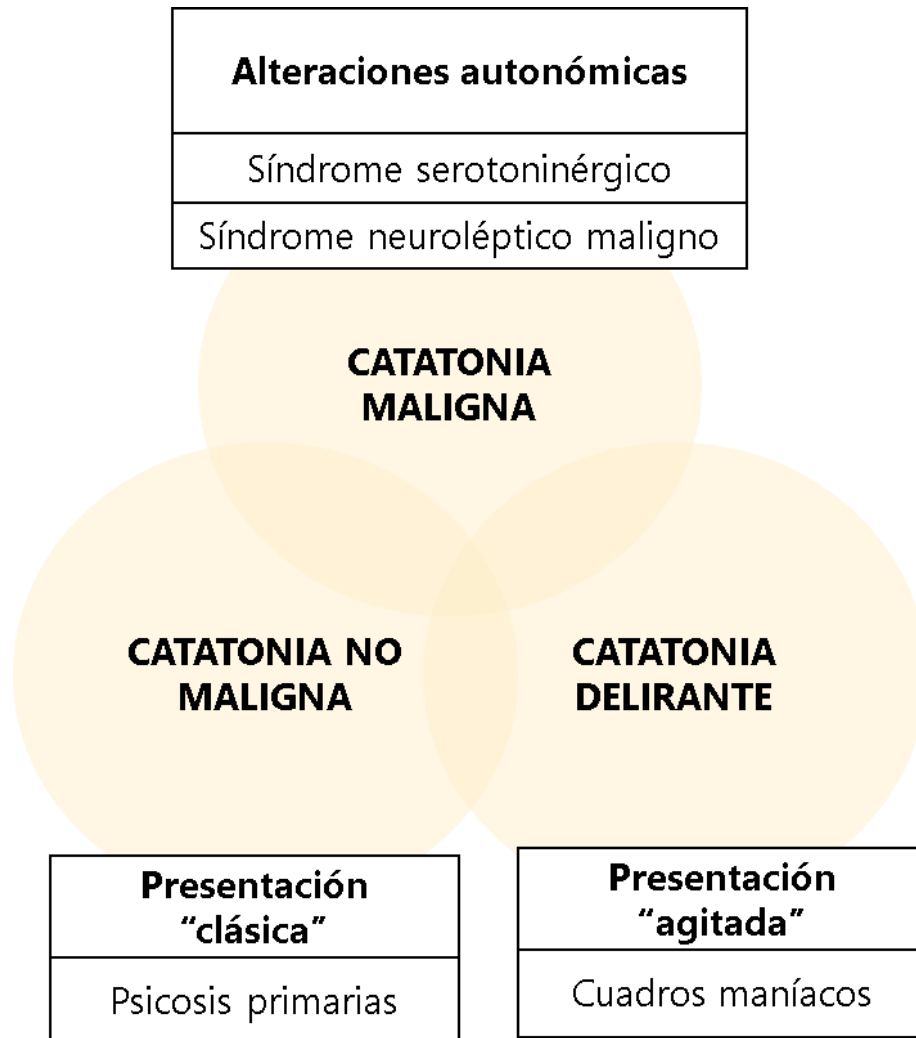 Alteraciones autonómicas
Síndrome serotoninérgico
Síndrome neuroléptico maligno
CATATONIA
MALIGNA
CATATONIA NO
MALIGNA
CATATONIA
DELIRANTE
Presentación
“clásica”
Psicosis primarias
Presentación
“agitada”
Cuadros maníacos